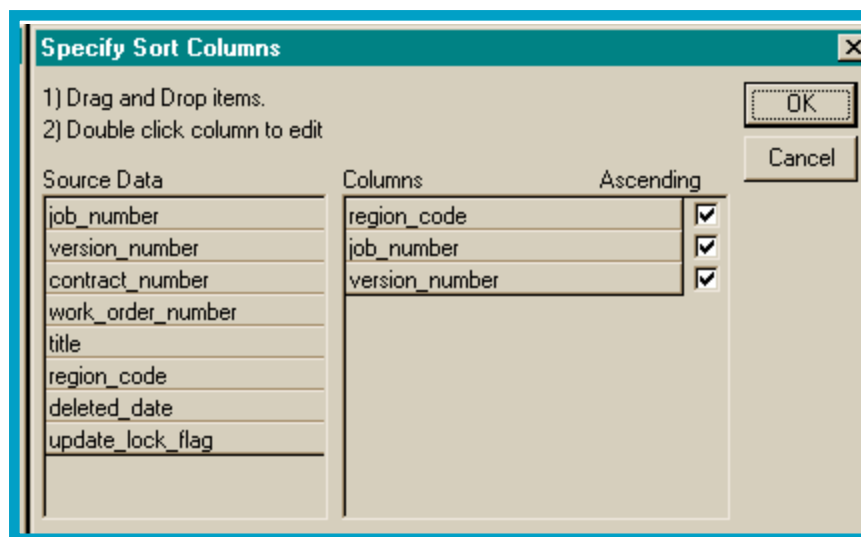 Specify Sort Columns
1) Drag and Drop items.
2) Double click column to edit
OK
Cancel
Source Data
job_number
version_number
contract_number
work_order_number
title
region_code
deleted_date
update_lock_flag
Columns Ascending
region_code
job_number
version_number